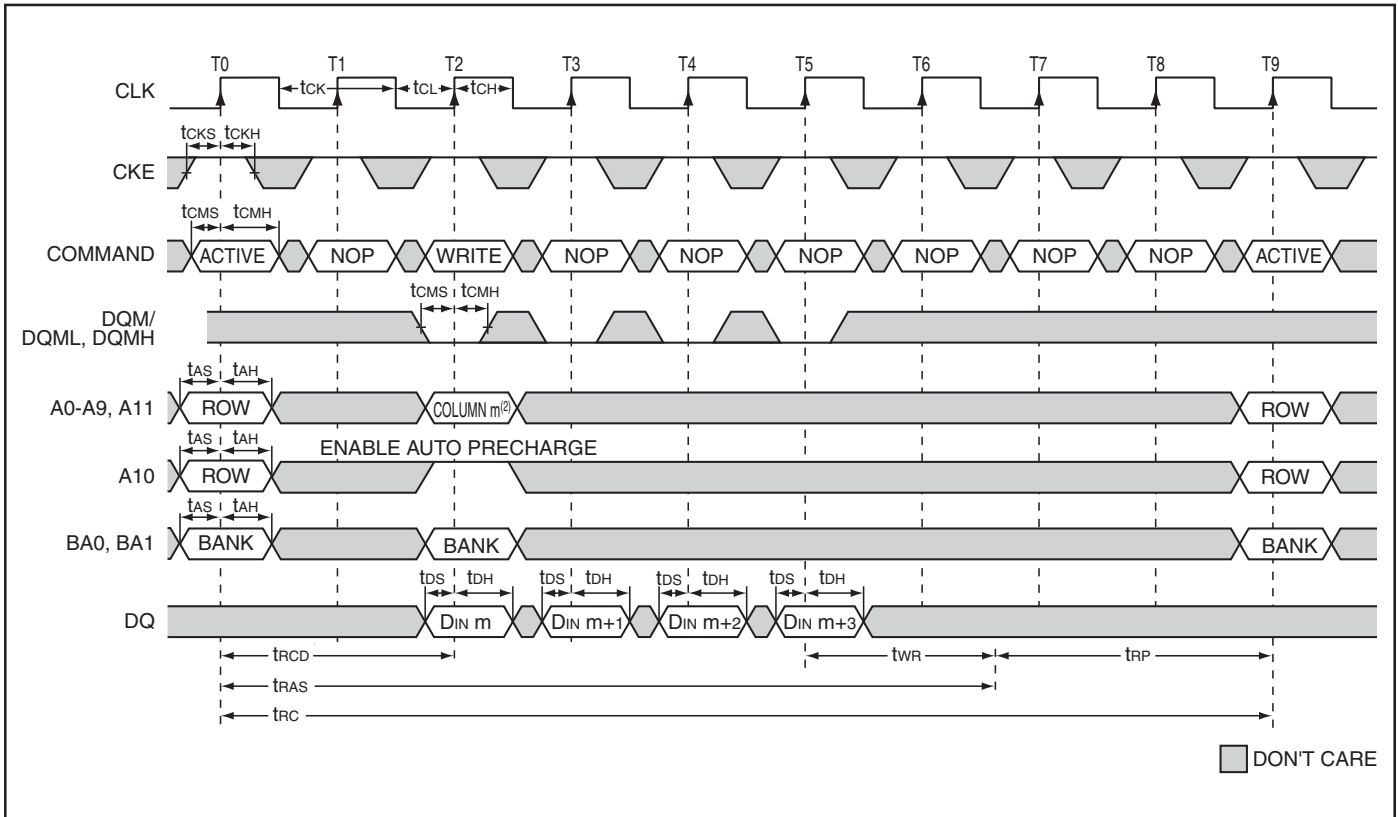 T0 T1 T2 T3 T4 T5 T6 T7 T8 T9
CLK tCK tCL tCH
tCKS tCKH
CKE
tCMS tCMH
COMMAND ACTIVE NOP WRITE NOP NOP NOP NOP NOP NOP ACTIVE
tCMS tCMH
DQM/
DQML, DQMH
tAS tAH
A0-A9, A11 ROW COLUMN m(2) ROW
tAS tAH ENABLE AUTO PRECHARGE
A10 ROW ROW
tAS tAH
BA0, BA1 BANK BANK BANK
tDS tDH tDS tDH tDS tDH tDS tDH
DQ DIN m DIN m+1 DIN m+2 DIN m+3
tRCD tWR tRP
tRAS
tRC
DON'T CARE